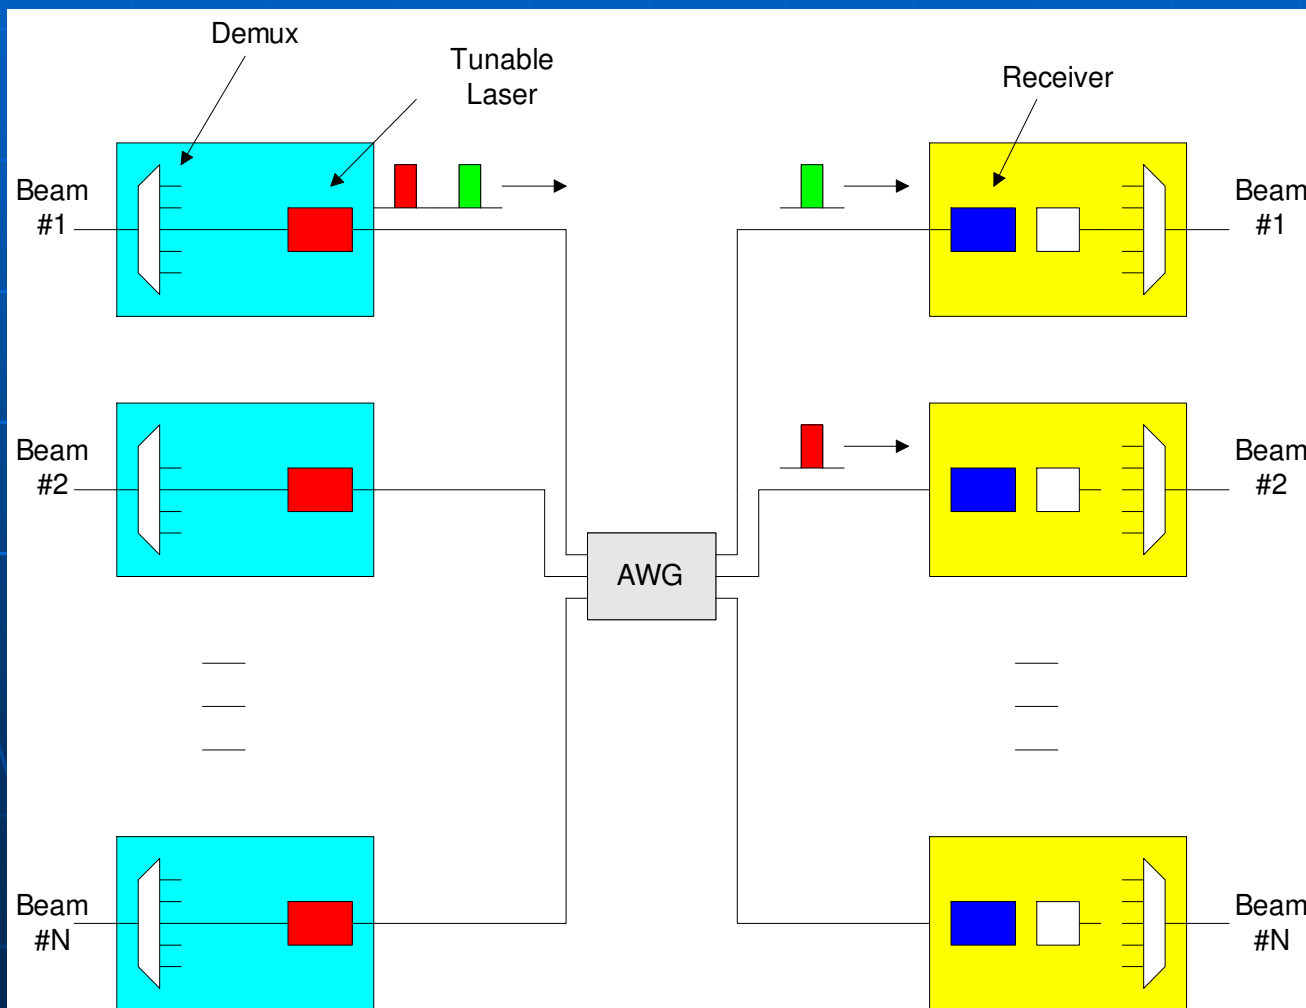 Demux
Tunable
Laser
Receiver
Beam
#1
Beam
#1
Beam
#2
Beam
#2
AWG
Beam
#N
Beam
#N